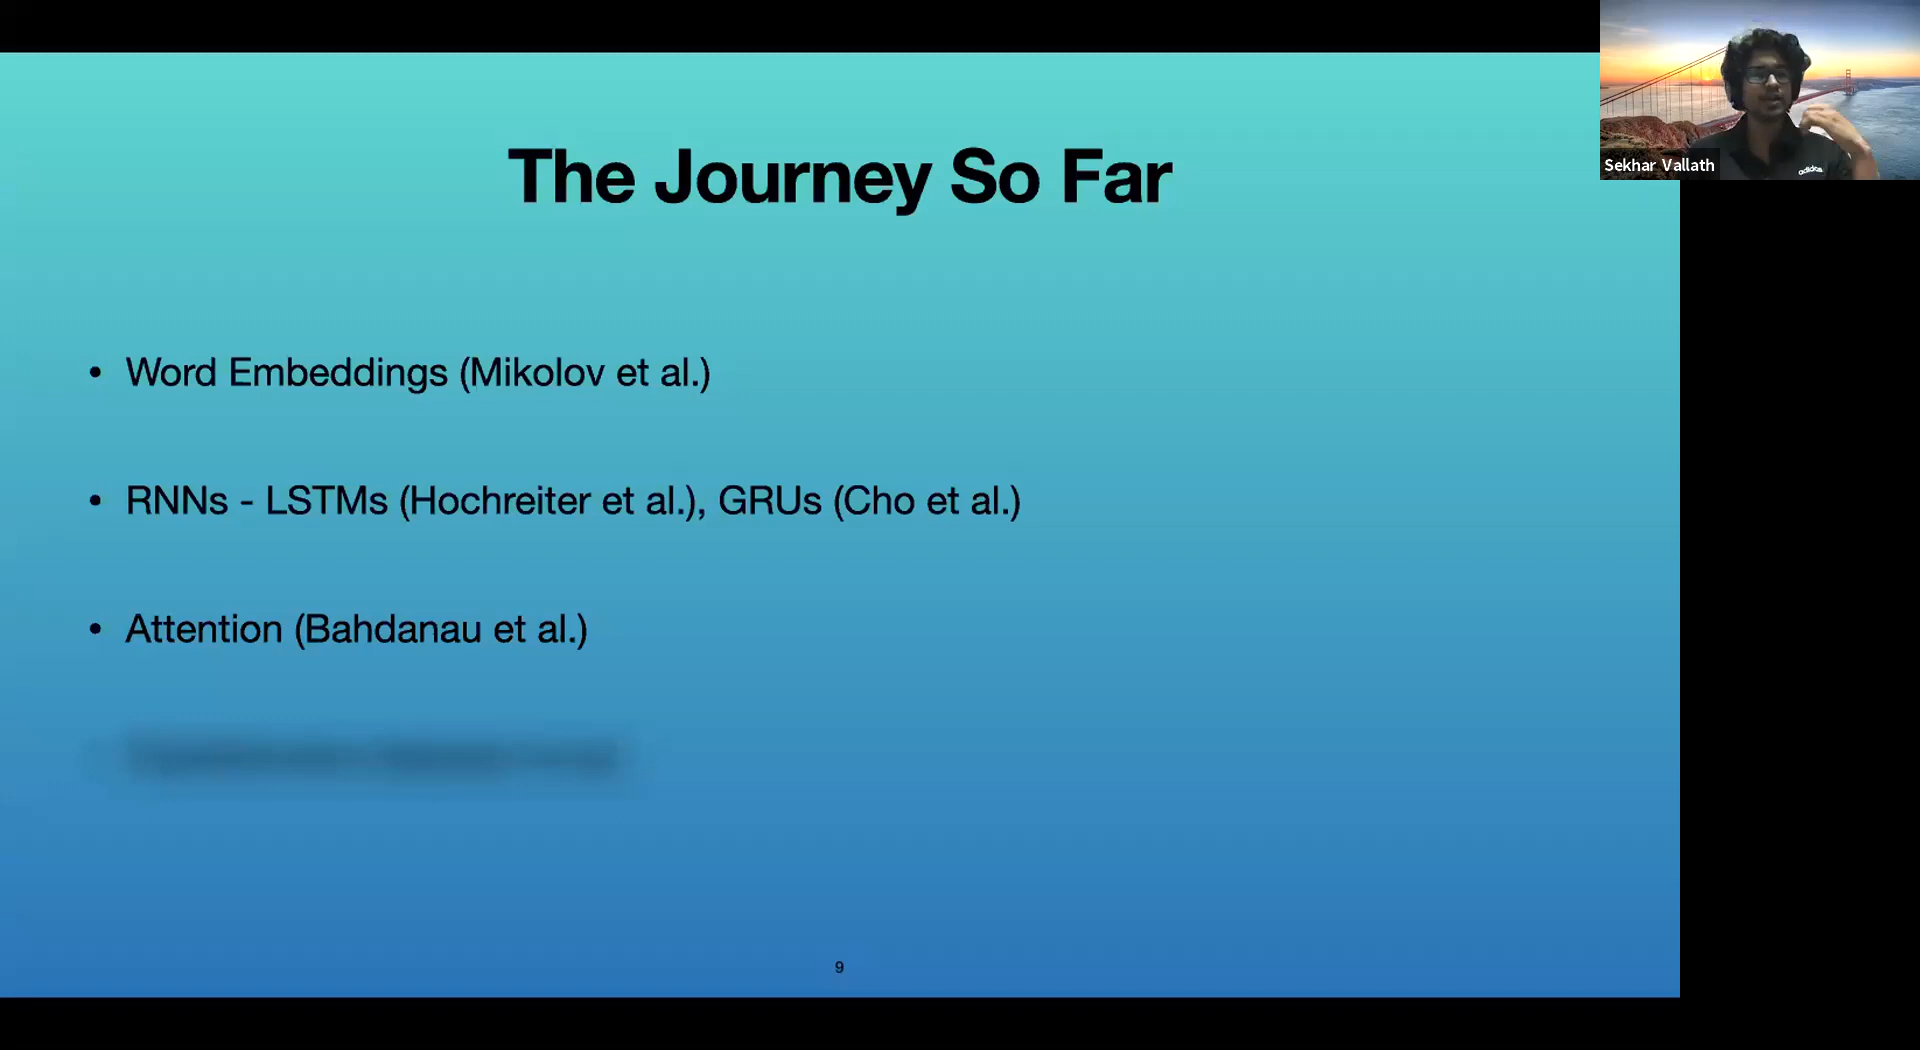 The Journey So Far
• Word Embeddings (Mikolov et al.)
• RNNs - LSTMs (Hochreiter et al.), GRUs (Cho et al.)
• Attention (Bahdanau et al.)
9
Sekhar Vallath
adidas